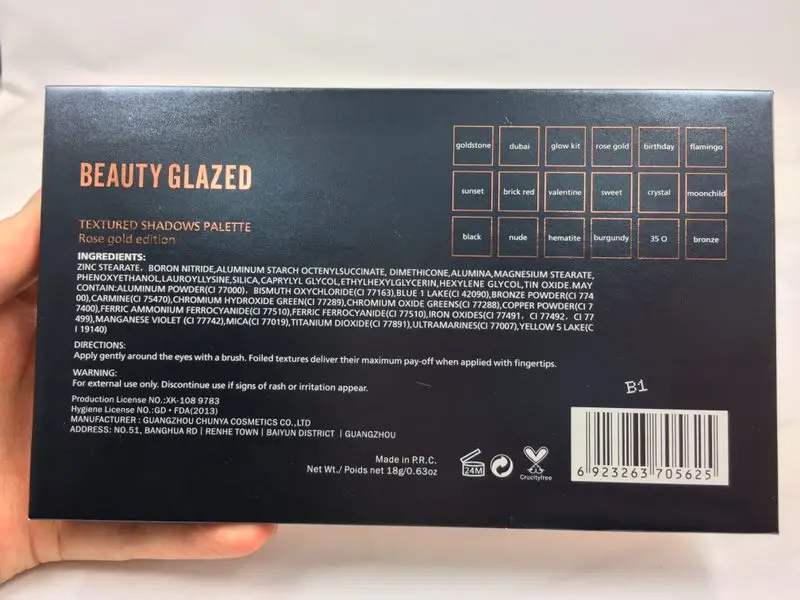 BEAUTY GLAZED
TEXTURED SHADOWS PALETTE
Rose gold edition
goldstone dubai glow kit rose gold birthday flamingo
sunset brick red valentine sweet crystal moonchild
black nude hematite burgundy 35 O bronze
INGREDIENTS:
ZINC STEARATE, BORON NITRIDE,ALUMINUM STARCH OCTENYLSUCCINATE, DIMETHICONE,ALUMINA,MAGNESIUM STEARATE,
PHENOXYETHANOL,LAUROYLLYSINE,SILICA,CAPRYLYL GLYCOL,ETHYLHEXYLGLYCERIN,HEXYLENE GLYCOL,TIN OXIDE.MAY
CONTAIN:ALUMINUM POWDER(CI 77000), BISMUTH OXYCHLORIDE(CI 77163),BLUE 1 LAKE(CI 42090),BRONZE POWDER(CI 774
00),CARMINE(CI 75470),CHROMIUM HYDROXIDE GREEN(CI 77289),CHROMIUM OXIDE GREENS(CI 77288),COPPER POWDER(CI 7
7400),FERRIC AMMONIUM FERROCYANIDE(CI 77510),FERRIC FERROCYANIDE(CI 77510),IRON OXIDES(CI 77491, CI 77492, CI 77
499),MANGANESE VIOLET (CI 77742),MICA(CI 77019),TITANIUM DIOXIDE(CI 77891),ULTRAMARINES(CI 77007),YELLOW 5 LAKE(C
I 19140)
DIRECTIONS:
Apply gently around the eyes with a brush. Foiled textures deliver their maximum pay-off when applied with fingertips.
WARNING:
For external use only. Discontinue use if signs of rash or irritation appear.
Production License NO.:XK-108 9783
Hygiene License NO.:GD·FDA(2013)
MANUFACTURER : GUANGZHOU CHUNYA COSMETICS CO.,LTD
ADDRESS: NO.51, BANGHUA RD | RENHE TOWN | BAIYUN DISTRICT | GUANGZHOU
Made in P.R.C.
Net Wt./ Poids net 18g/0.63oz
24M
Crueltyfree
B1
6 923263 705625